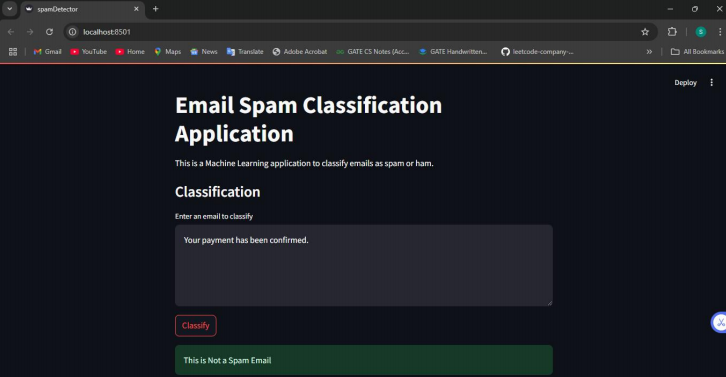 spamDetector
localhost:8501
S
Gmail YouTube Home Maps News Translate Adobe Acrobat GATE CS Notes (Acc... GATE Handwritten... leetcode-company-... All Bookmarks
Deploy
Email Spam Classification
Application
This is a Machine Learning application to classify emails as spam or ham.
Classification
Enter an email to classify
Your payment has been confirmed.
Classify
This is Not a Spam Email